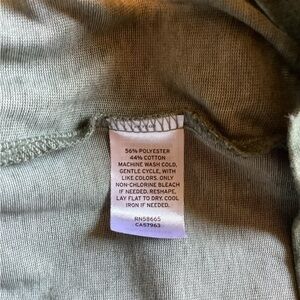 56% POLYESTER
44% COTTON
MACHINE WASH COLD,
GENTLE CYCLE, WITH
LIKE COLORS. ONLY
NON-CHLORINE BLEACH
IF NEEDED. RESHAPE,
LAY FLAT TO DRY. COOL
IRON IF NEEDED.
RN58665
CA57963